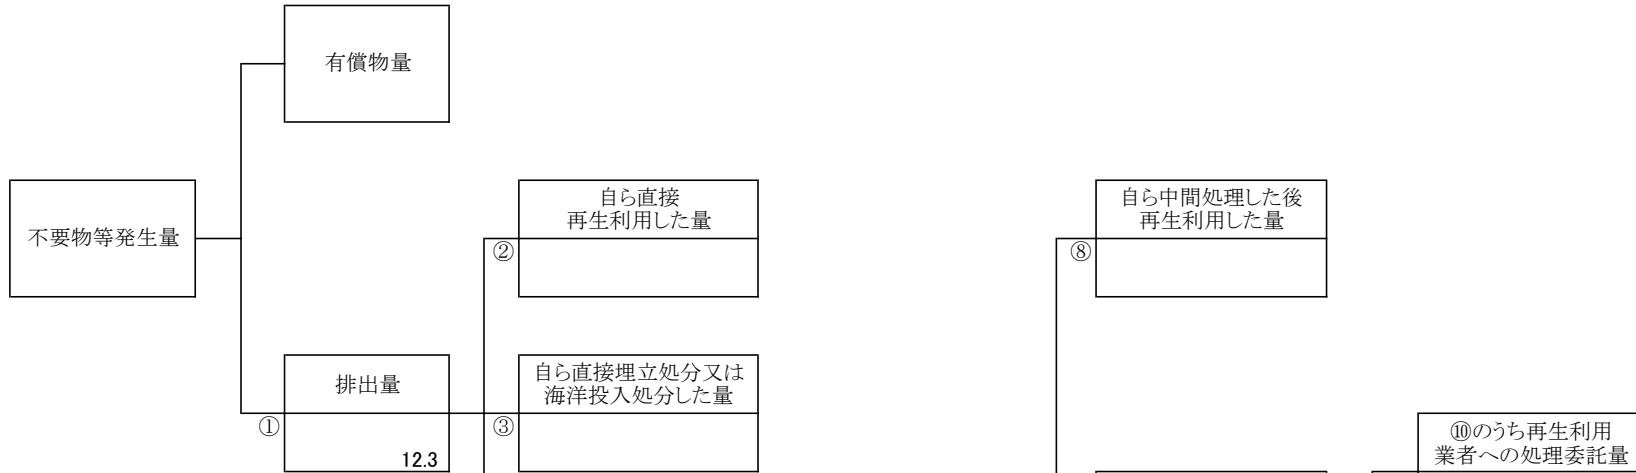 有償物量
不要物等発生量
自ら直接
再生利用した量
②
自ら中間処理した後
再生利用した量
⑧
排出量
①
12.3
自ら直接埋立処分又は
海洋投入処分した量
③
⑩のうち再生利用
業者への処理委託量